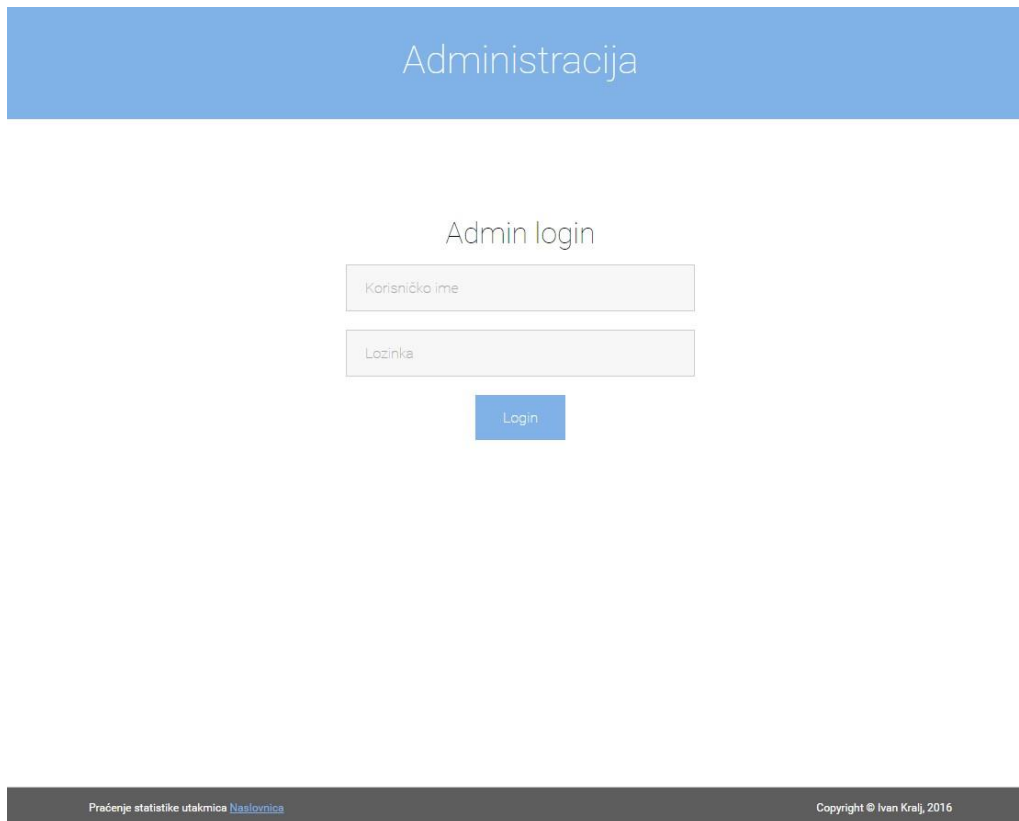 Administracija
Admin login
Korisničko ime
Lozinka
Login
Praćenje statistike utakmica Naslovnica
Copyright © Ivan Kralj, 2016